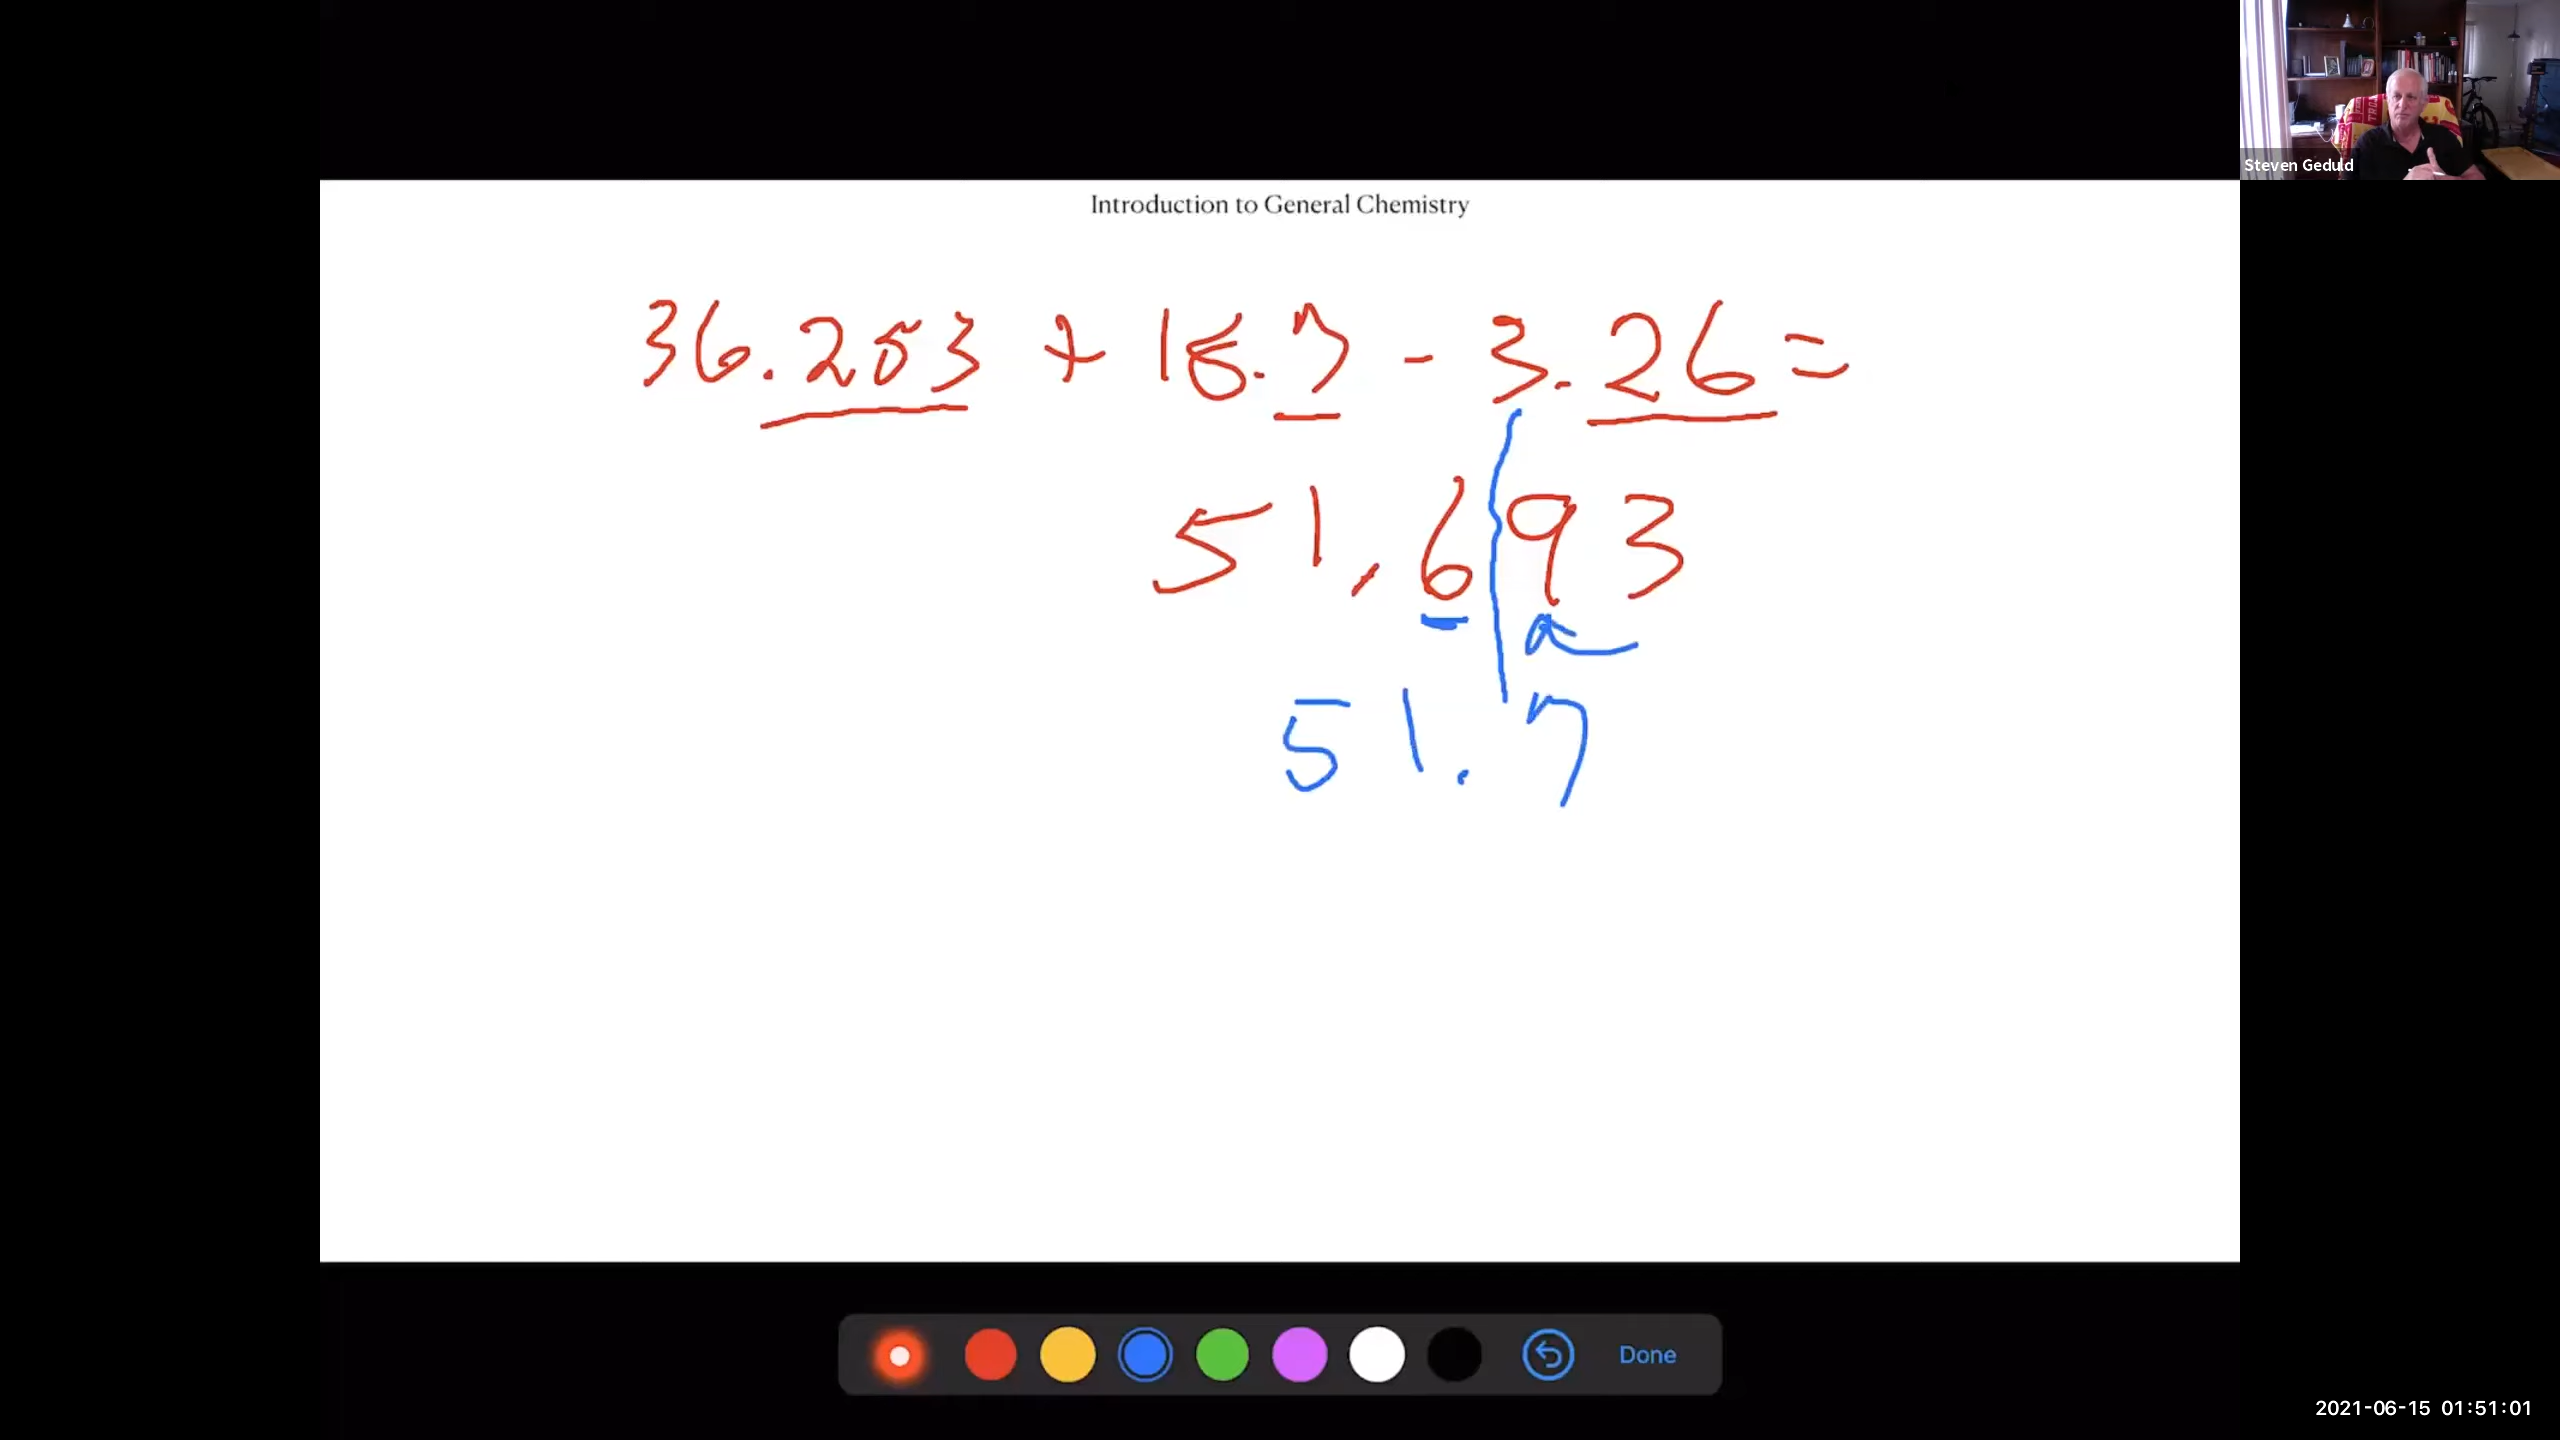 Steven Geduld
Introduction to General Chemistry
36.253 + 18.7 - 3.26 =
51.693
51.7
Done
2021-06-15 01:51:01